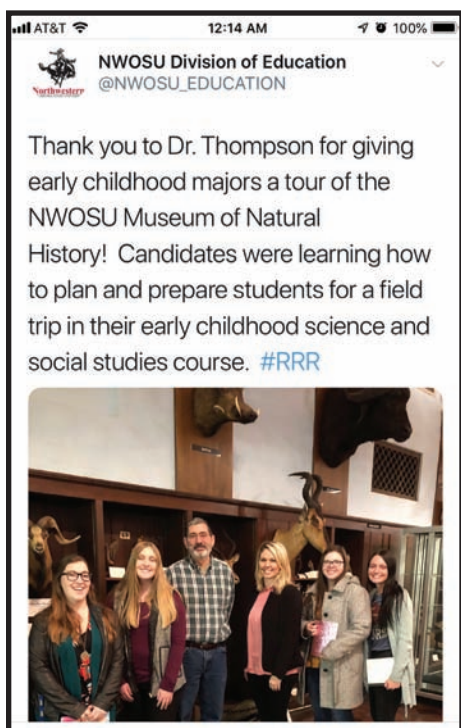 AT&T 12:14 AM 100%
NWOSU Division of Education
Northwestern
@NWOSU_EDUCATION
Thank you to Dr. Thompson for giving
early childhood majors a tour of the
NWOSU Museum of Natural
History! Candidates were learning how
to plan and prepare students for a field
trip in their early childhood science and
social studies course. #RRR